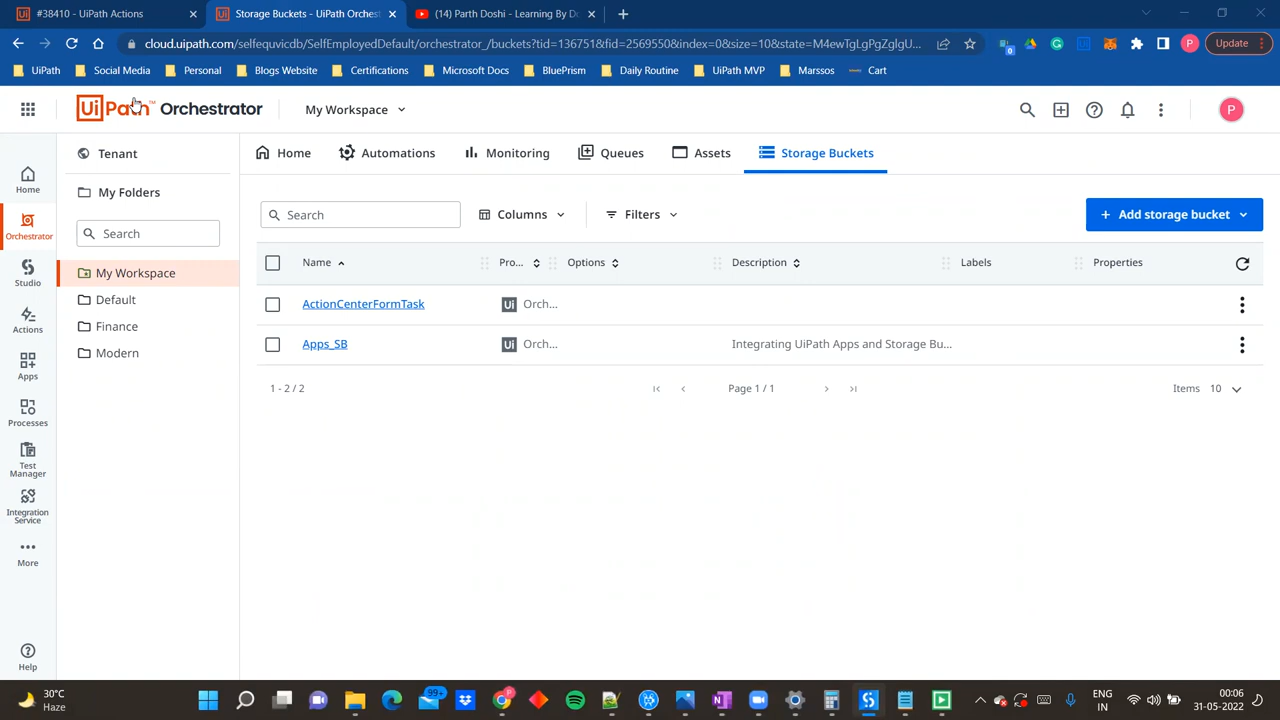 #38410 - UiPath Actions
Storage Buckets - UiPath Orchest
(14) Parth Doshi - Learning By Do
cloud.uipath.com/selfequvicdb/SelfEmployedDefault/orchestrator_/buckets?tid=136751&fid=2569550&index=0&size=10&state=M4ewTgLgPgZglgU...
P
Update
UiPath
Social Media
Personal
Blogs Website
Certifications
Microsoft Docs
BluePrism
Daily Routine
UiPath MVP
Marssos
Cart
UiPath Orchestrator
My Workspace
P
Tenant
Home
Automations
Monitoring
Queues
Assets
Storage Buckets
Home
My Folders
Search
Columns
Filters
Add storage bucket
Orchestrator
Search
Name
Pro...
Options
Description
Labels
Properties
Studio
My Workspace
Default
ActionCenterFormTask
Ui
Orch...
Actions
Finance
Apps_SB
Ui
Orch...
Integrating UiPath Apps and Storage Bu...
Modern
Apps
1 - 2 / 2
Page 1 / 1
Items
10
Processes
Test
Manager
Integration
Service
More
Help
30°C
Haze
99+
ENG
IN
00:06
31-05-2022